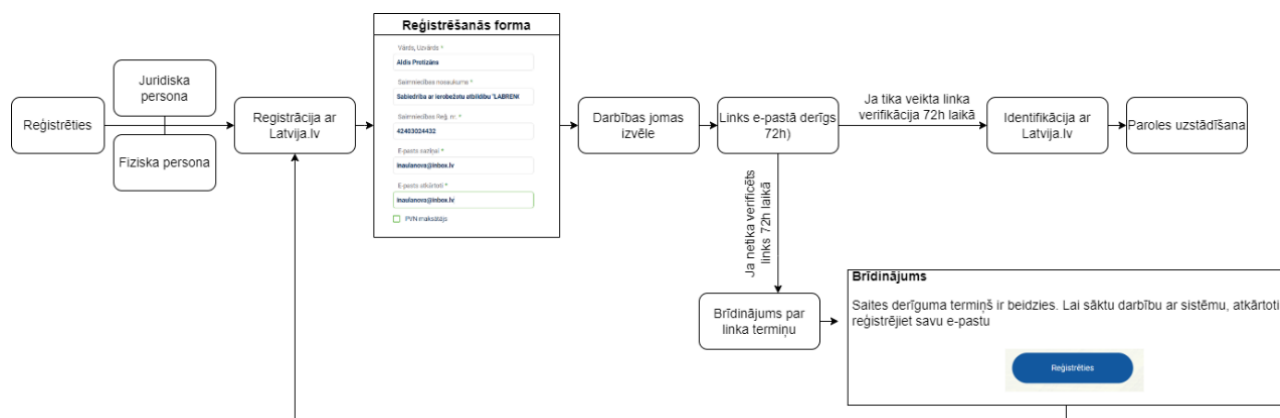 Reģistrēties
Juridiska
persona
Fiziska persona
Registrācija ar
Latvija.lv
Reģistrēšanās forma
Vārds, Uzvārds *
Aldis Pretizāns
Saimniecības nosaukums *
Sabiedrība ar ierobežotu atbildību "LABRENI
Saimniecības Reģ. nr. *
42403024432
E-pasta saziņai *
inaulanova@inbox.lv
E-pasts atkārtoti *
inaulanova@inbox.lv
PVN maksātājs
Darbības jomas
izvēle
Links e-pastā derīgs
72h)
Ja tika veikta linka
verifikācija 72h laikā
Identifikācija ar
Latvija.lv
Paroles uzstādīšana
Ja netika verificēts
links 72h laikā
Brīdinājums par
linka termiņu
Brīdinājums
Saites derīguma termiņš ir beidzies. Lai sāktu darbību ar sistēmu, atkārtoti
reģistrējiet savu e-pastu
Reģistrēties